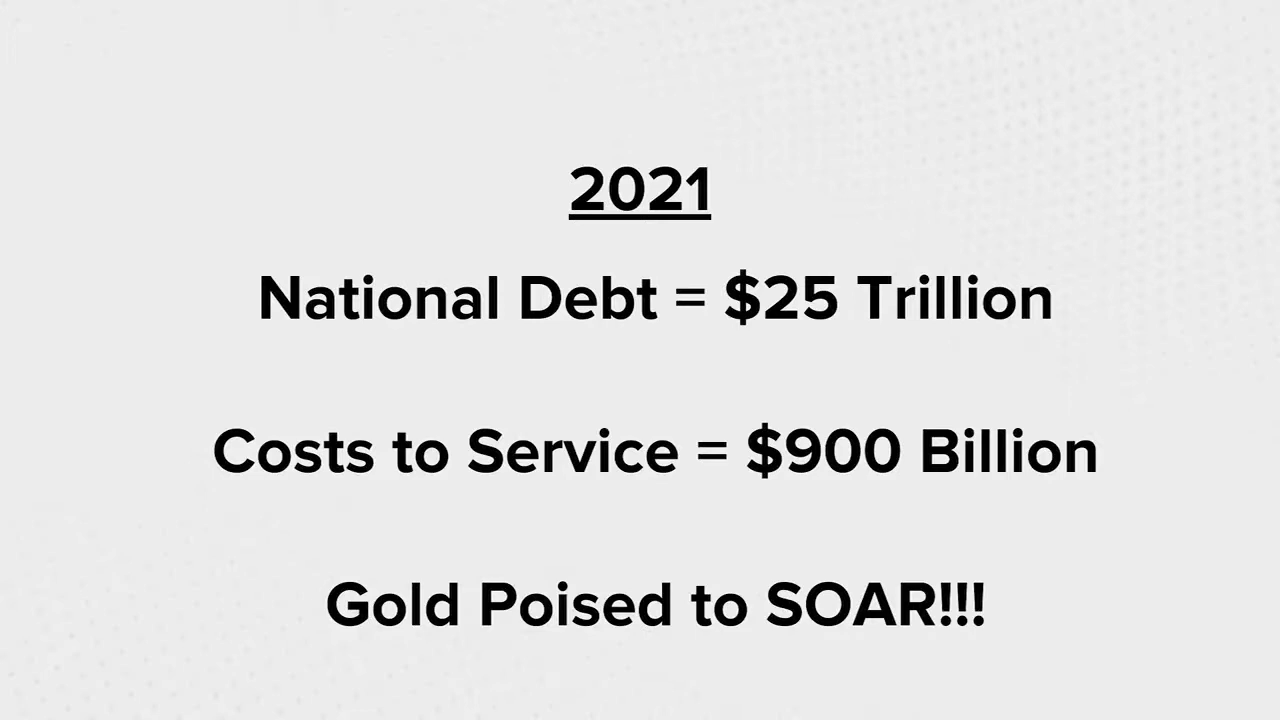 2021
National Debt = $25 Trillion
Costs to Service = $900 Billion
Gold Poised to SOAR!!!